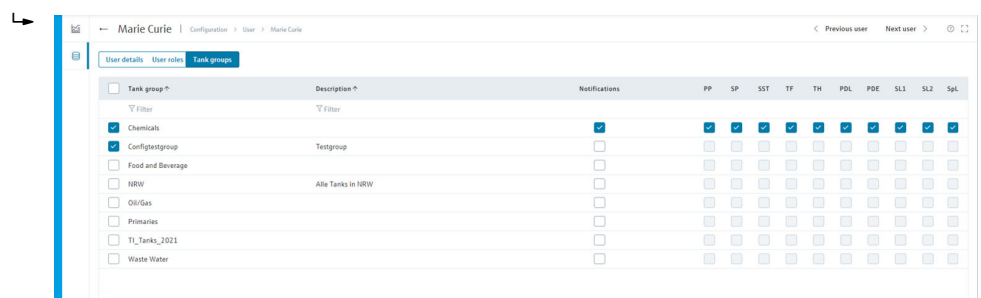 ← Marie Curie | Configuration > User > Marie Curie < Previous user Next user >
User details User roles Tank groups
Tank group↑ Description↑ Notifications PP SP SST TF TH PDL PDE SL1 SL2 SpL
Filter Filter
Chemicals
Configtestgroup Testgroup
Food and Beverage
NRW Alle Tanks in NRW
Oil/Gas
Primaries
TI_Tanks_2021
Waste Water